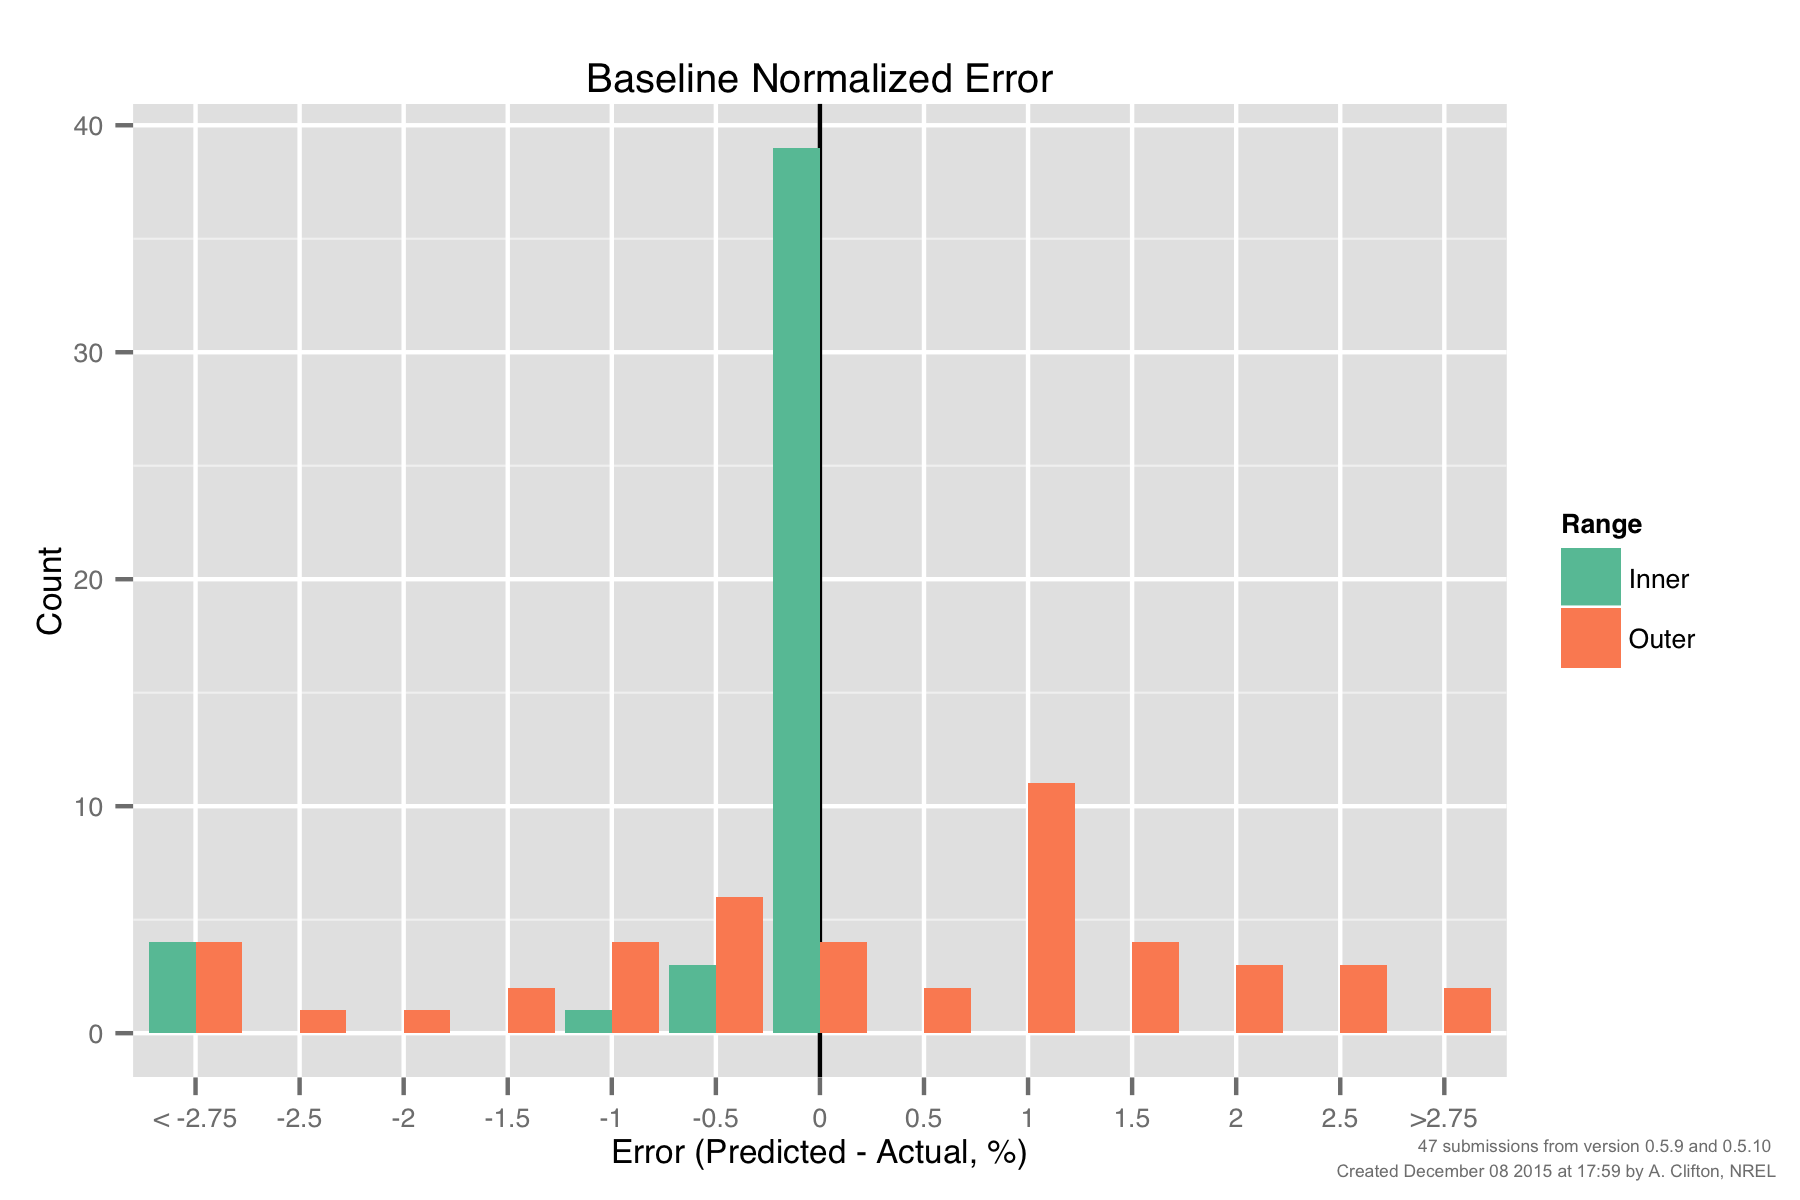 Baseline Normalized Error
40
30
20
10
0
Count
< -2.75 -2.5 -2 -1.5 -1 -0.5 0 0.5 1 1.5 2 2.5 >2.75
Error (Predicted - Actual, %)
Range
Inner
Outer
47 submissions from version 0.5.9 and 0.5.10
Created December 08 2015 at 17:59 by A. Clifton, NREL